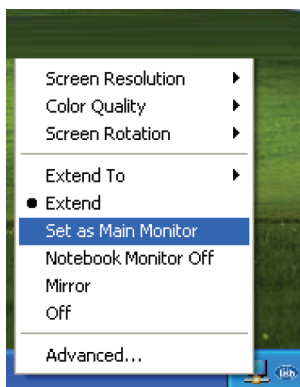 Screen Resolution
Color Quality
Screen Rotation
Extend To
Extend
Set as Main Monitor
Notebook Monitor Off
Mirror
Off
Advanced...